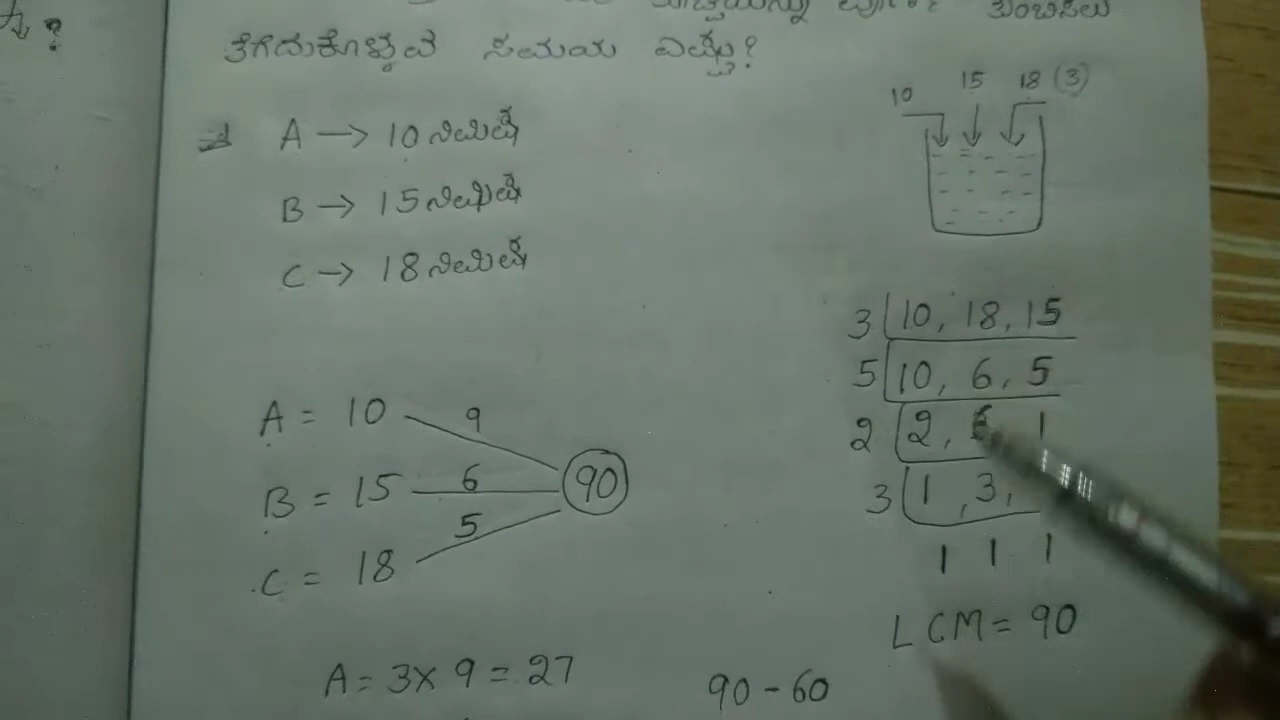 ತೆಗೆದುಕೊಳ್ಳುವ ಸಮಯ ಎಷ್ಟು?
10 15 18 (3)
A → 10 ನಿಮಿಷ
B → 15 ನಿಮಿಷ
C → 18 ನಿಮಿಷ
3 | 10, 18, 15
5 | 10, 6, 5
2 | 2, 6 1
3 | 1, 3,
1 1 1
LCM = 90
A = 10 9
B = 15 6 90
C = 18 5
A = 3 × 9 = 27
90 - 60